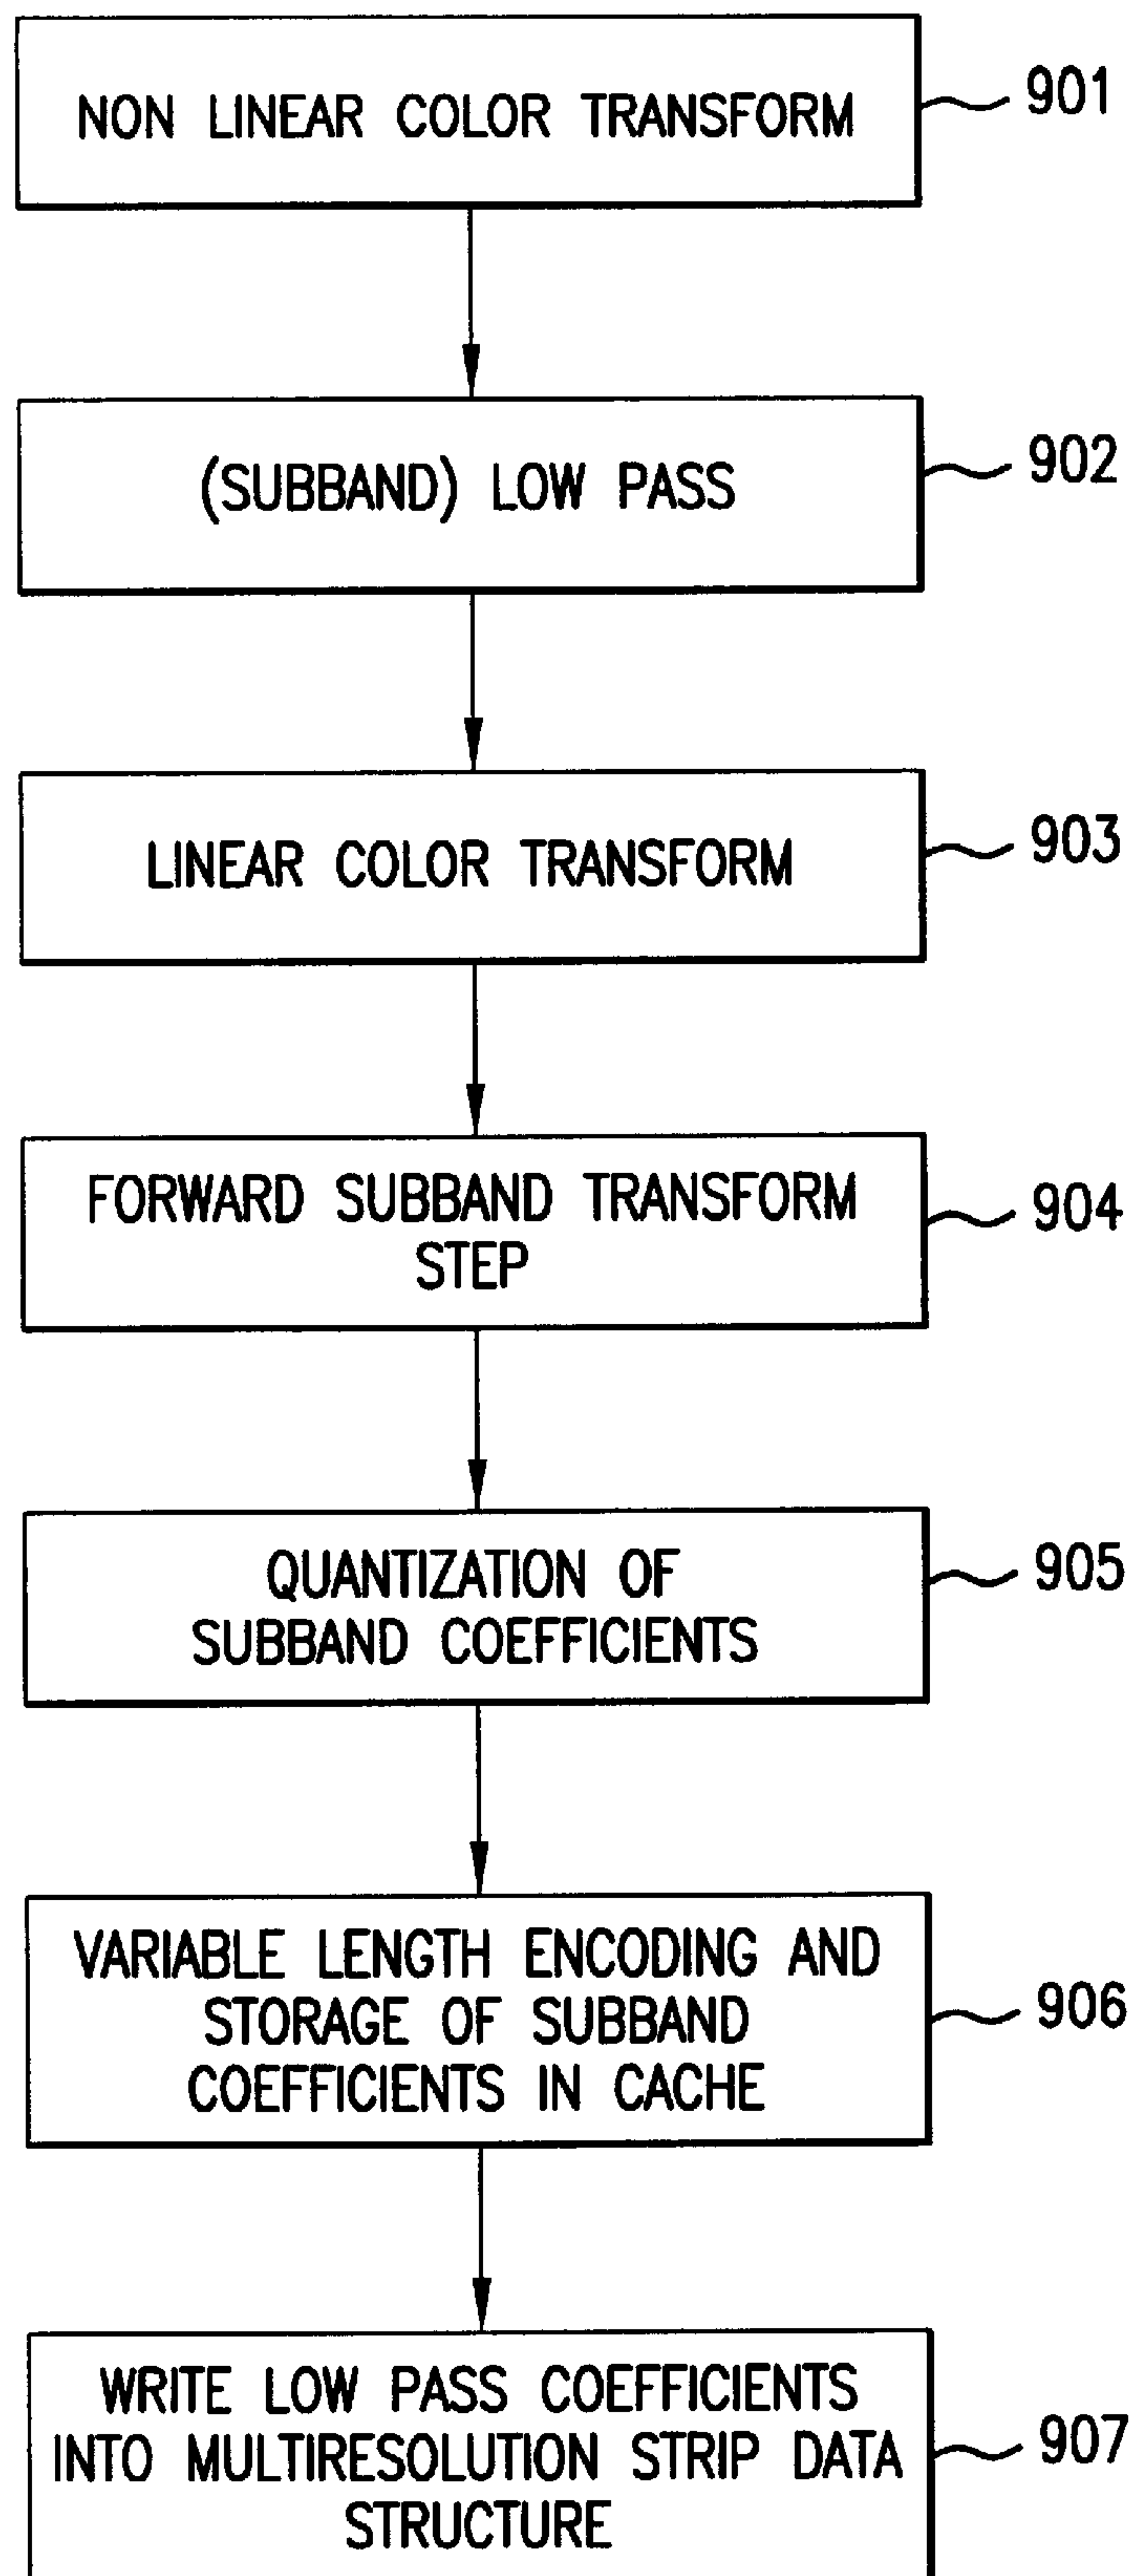 NON LINEAR COLOR TRANSFORM
901
(SUBBAND) LOW PASS
902
LINEAR COLOR TRANSFORM
903
FORWARD SUBBAND TRANSFORM
STEP
904
QUANTIZATION OF
SUBBAND COEFFICIENTS
905
VARIABLE LENGTH ENCODING AND
STORAGE OF SUBBAND
COEFFICIENTS IN CACHE
906
WRITE LOW PASS COEFFICIENTS
INTO MULTIRESOLUTION STRIP DATA
STRUCTURE
907